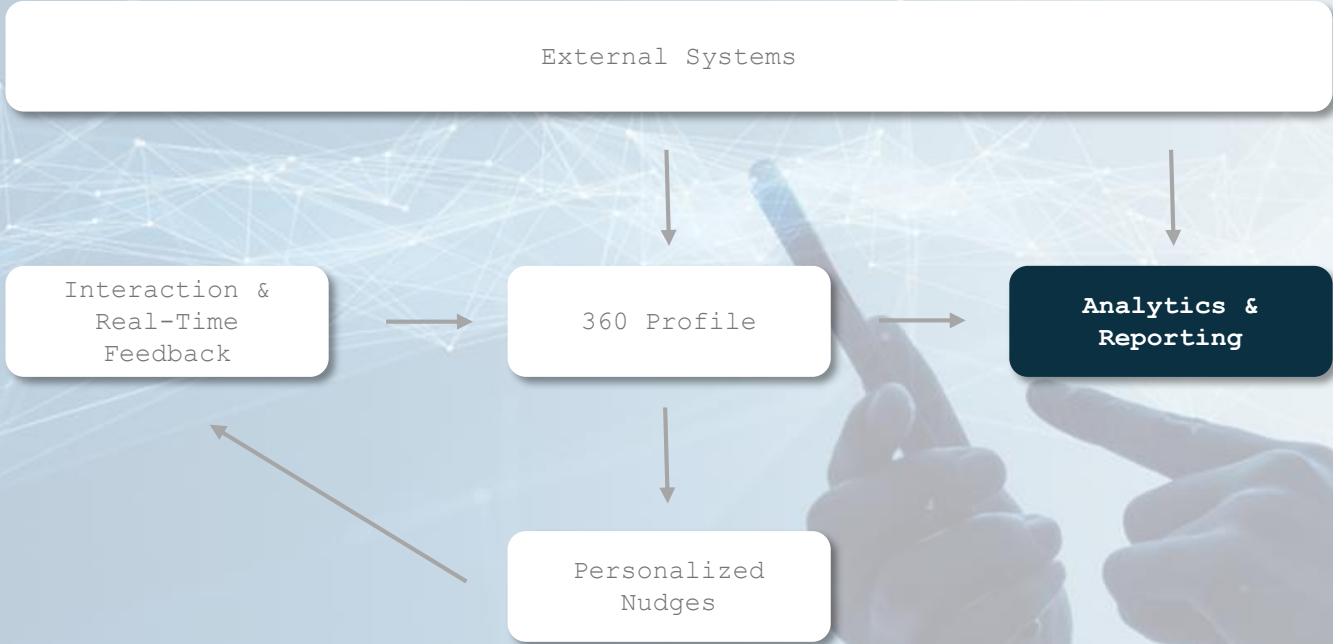 External Systems
Interaction &
Real-Time
Feedback
360 Profile
Analytics &
Reporting
Personalized
Nudges